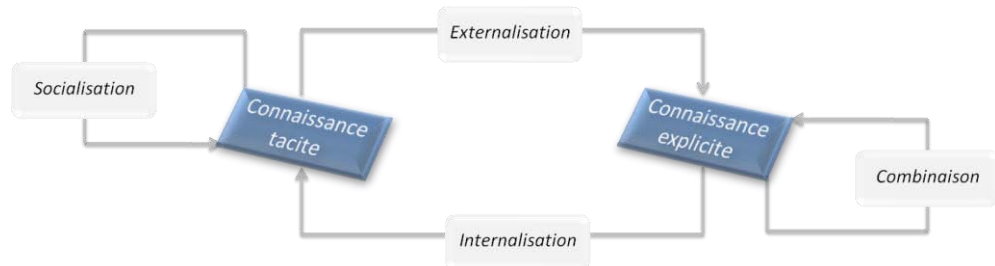 Externalisation
Socialisation
Connaissance
tacite
Connaissance
explicite
Combinaison
Internalisation